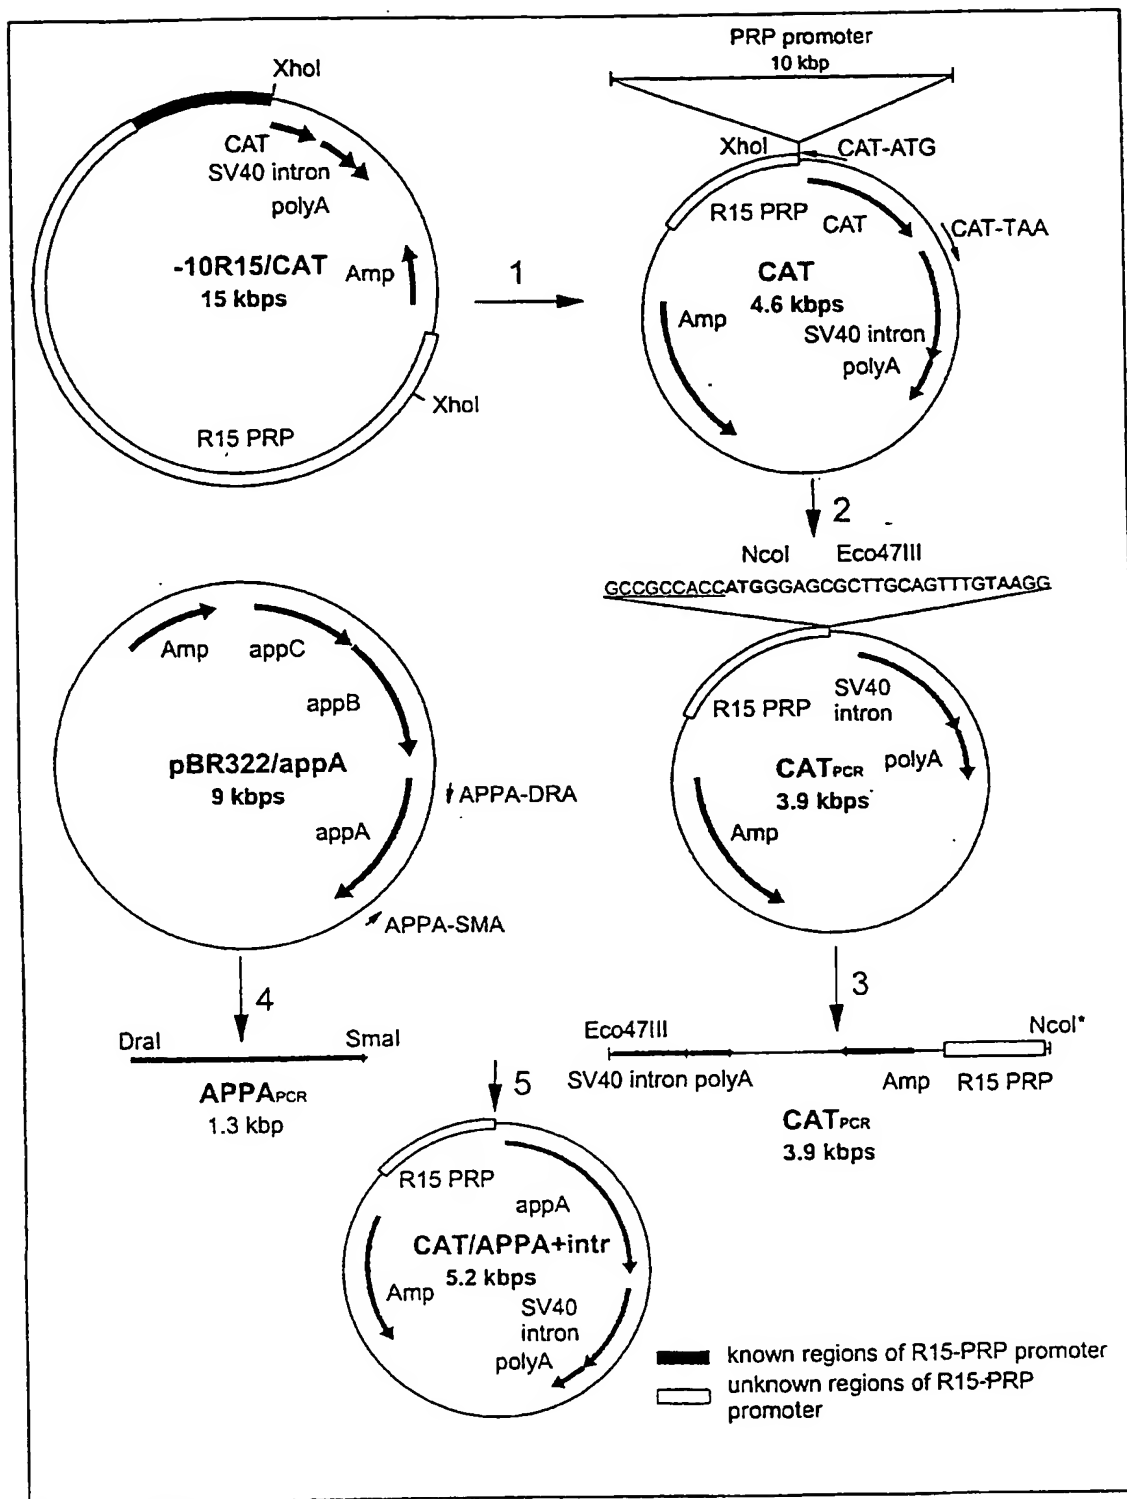 XhoI
CAT
SV40 intron
polyA
-10R15/CAT
15 kbps
Amp
XhoI
R15 PRP
1
PRP promoter
10 kbp
XhoI
CAT-ATG
R15 PRP
CAT
CAT-TAA
CAT
4.6 kbps
Amp
SV40 intron
polyA
2
NcoI Eco47III
GCCGCCACCATGGGAGCGCTTGCAGTTTGTAAGG
R15 PRP
SV40
intron
polyA
CATPCR
3.9 kbps
Amp
Amp
appC
appB
pBR322/appA
9 kbps
appA
APPA-DRA
APPA-SMA
4
DraI
SmaI
APPAPCR
1.3 kbp
3
Eco47III
NcoI*
SV40 intron polyA
Amp
R15 PRP
CATPCR
3.9 kbps
5
R15 PRP
appA
CAT/APPA+intr
5.2 kbps
Amp
SV40
intron
polyA
known regions of R15-PRP promoter
unknown regions of R15-PRP
promoter